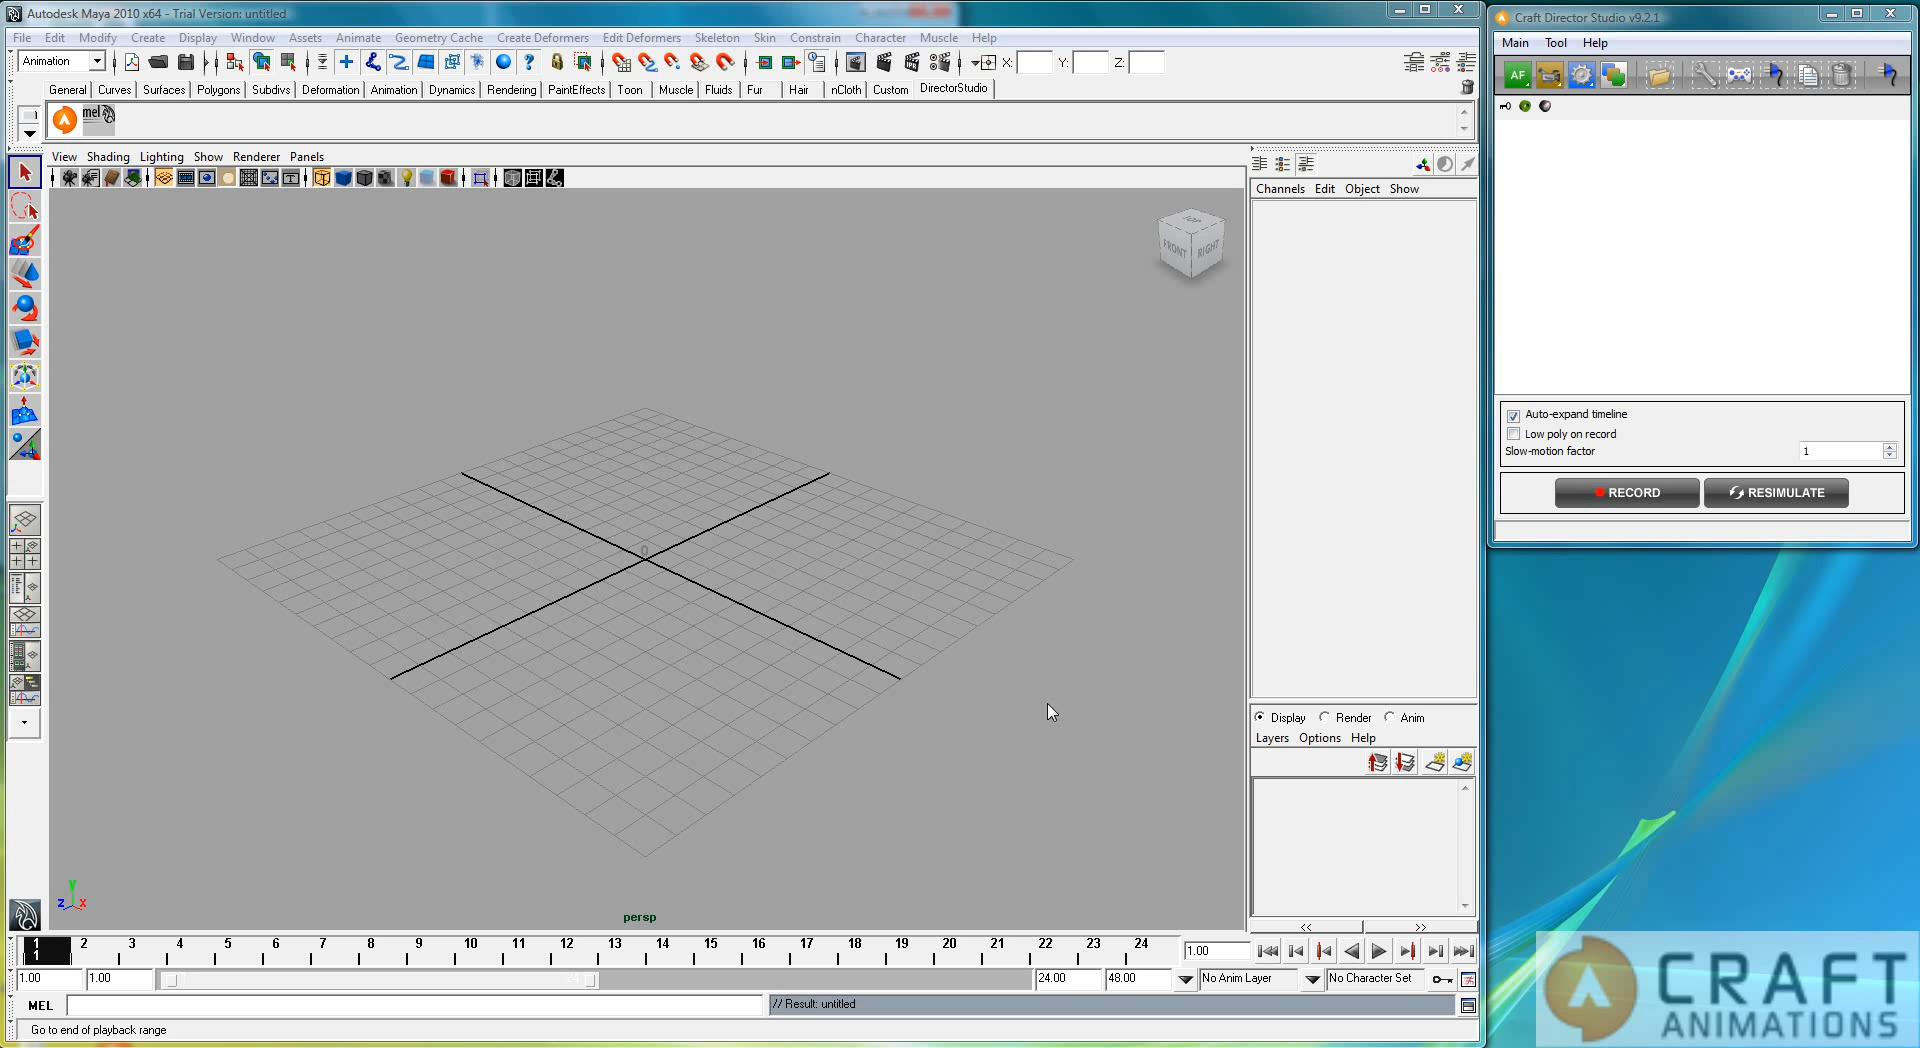 Autodesk Maya 2010 x64 - Trial Version: untitled
File Edit Modify Create Display Window Assets Animate Geometry Cache Create Deformers Edit Deformers Skeleton Skin Constrain Character Muscle Help
Animation X: Y: Z:
General Curves Surfaces Polygons Subdivs Deformation Animation Dynamics Rendering PaintEffects Toon Muscle Fluids Fur Hair nCloth Custom DirectorStudio
mel
View Shading Lighting Show Renderer Panels
TOP
FRONT RIGHT
0
y
z x
persp
Channels Edit Object Show
Display Render Anim
Layers Options Help
<< >>
1 2 3 4 5 6 7 8 9 10 11 12 13 14 15 16 17 18 19 20 21 22 23 24
1
1.00
1.00 1.00 24.00 48.00 No Anim Layer No Character Set
MEL // Result: untitled
Go to end of playback range
Craft Director Studio v9.2.1
Main Tool Help
AF
Auto-expand timeline
Low poly on record
Slow-motion factor 1
RECORD RESIMULATE
CRAFT
ANIMATIONS